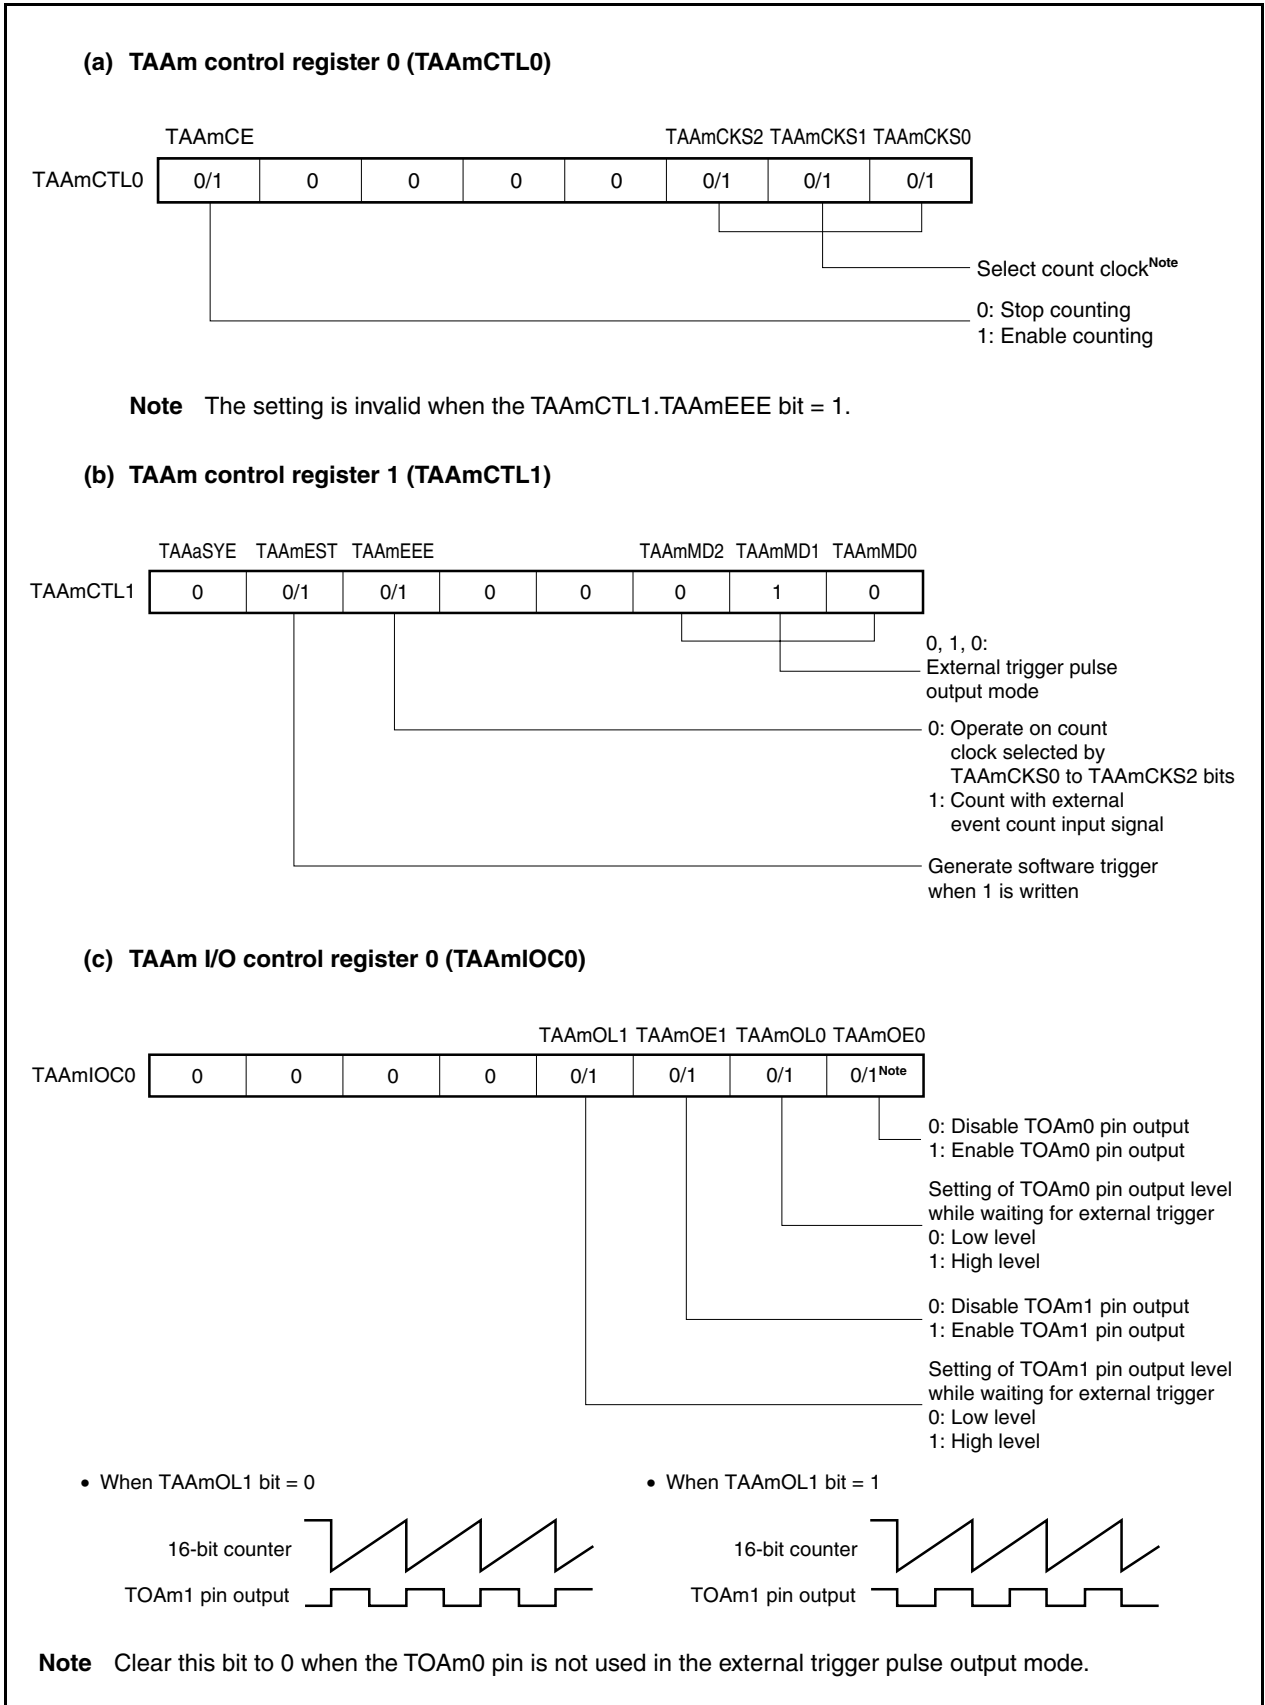 (a) TAAm control register 0 (TAAmCTL0)
TAAmCE TAAmCKS2 TAAmCKS1 TAAmCKS0
TAAmCTL0 0/1 0 0 0 0 0/1 0/1 0/1
Select count clockNote
0: Stop counting
1: Enable counting
Note The setting is invalid when the TAAmCTL1.TAAmEEE bit = 1.
(b) TAAm control register 1 (TAAmCTL1)
TAAaSYE TAAmEST TAAmEEE TAAmMD2 TAAmMD1 TAAmMD0
TAAmCTL1 0 0/1 0/1 0 0 0 1 0
0, 1, 0:
External trigger pulse
output mode
0: Operate on count
clock selected by
TAAmCKS0 to TAAmCKS2 bits
1: Count with external
event count input signal
Generate software trigger
when 1 is written
(c) TAAm I/O control register 0 (TAAmIOC0)
TAAmOL1 TAAmOE1 TAAmOL0 TAAmOE0
TAAmIOC0 0 0 0 0 0/1 0/1 0/1 0/1Note
0: Disable TOAm0 pin output
1: Enable TOAm0 pin output
Setting of TOAm0 pin output level
while waiting for external trigger
0: Low level
1: High level
0: Disable TOAm1 pin output
1: Enable TOAm1 pin output
Setting of TOAm1 pin output level
while waiting for external trigger
0: Low level
1: High level
• When TAAmOL1 bit = 0
16-bit counter
TOAm1 pin output
• When TAAmOL1 bit = 1
16-bit counter
TOAm1 pin output
Note Clear this bit to 0 when the TOAm0 pin is not used in the external trigger pulse output mode.